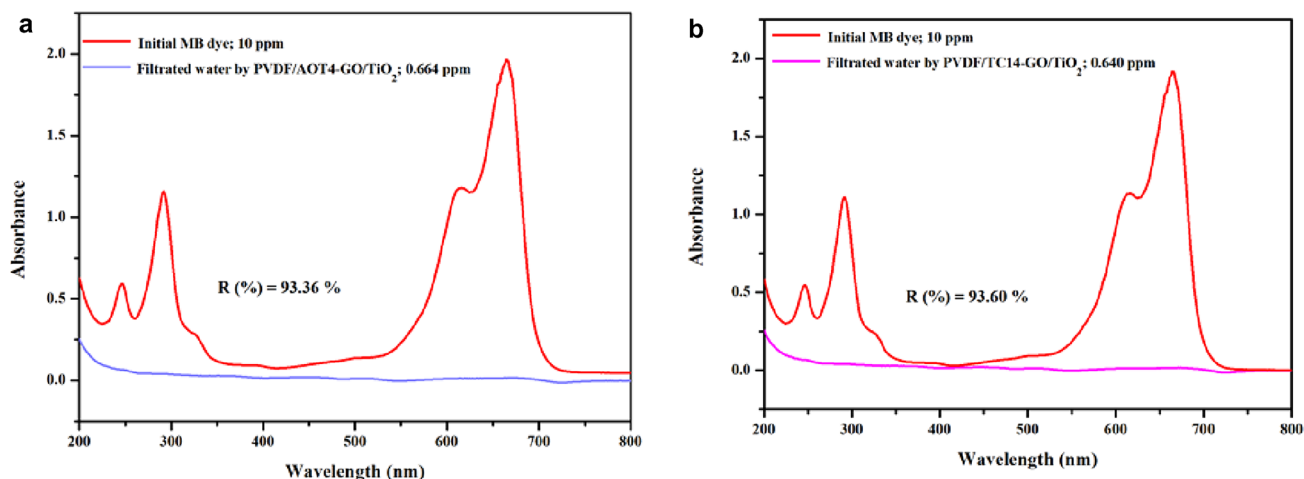 a
Initial MB dye; 10 ppm
Filtrated water by PVDF/AOT4-GO/TiO2; 0.664 ppm
2.0
1.5
1.0
0.5
0.0
Absorbance
R (%) = 93.36 %
200 300 400 500 600 700 800
Wavelength (nm)
b
Initial MB dye; 10 ppm
Filtrated water by PVDF/TC14-GO/TiO2; 0.640 ppm
2.0
1.5
1.0
0.5
0.0
Absorbance
R (%) = 93.60 %
200 300 400 500 600 700 800
Wavelength (nm)